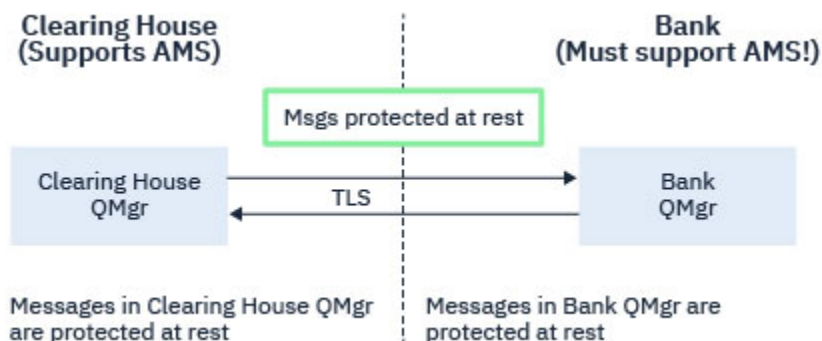 Clearing House
(Supports AMS)
Bank
(Must support AMS!)
Msgs protected at rest
Clearing House
QMgr
TLS
Bank
QMgr
Messages in Clearing House QMgr
are protected at rest
Messages in Bank QMgr are
protected at rest